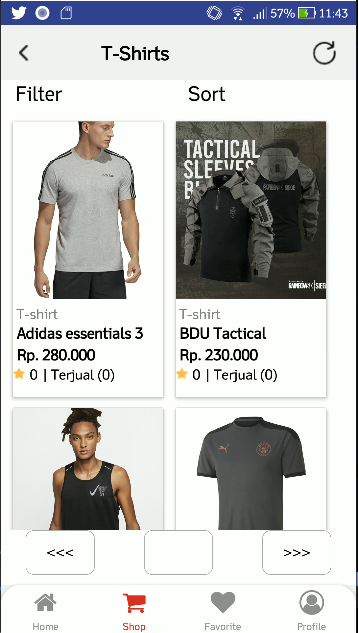 57% 11:43
T-Shirts
Filter Sort
TACTICAL
SLEEVES
T-shirt
Adidas essentials 3
Rp. 280.000
0 | Terjual (0)
T-shirt
BDU Tactical
Rp. 230.000
0 | Terjual (0)
<<< >>>
Home Shop Favorite Profile